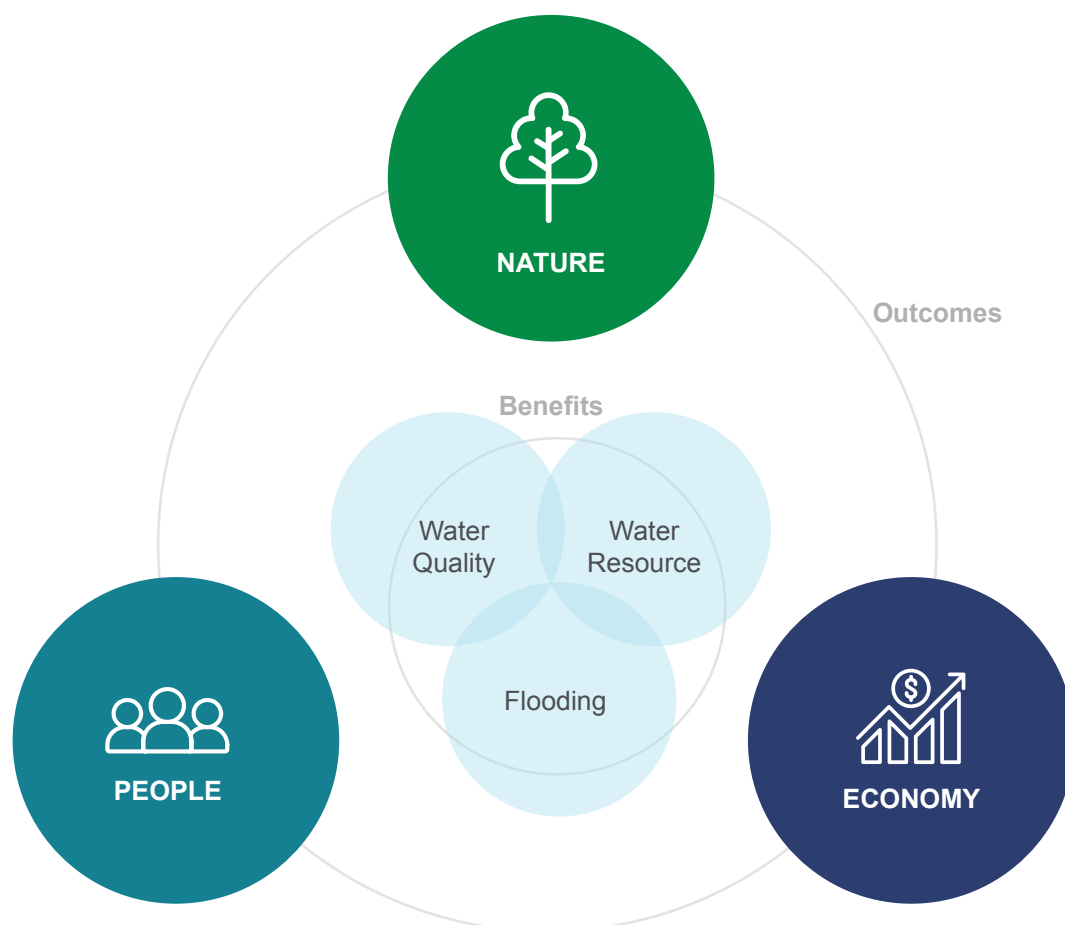 NATURE
Outcomes
Benefits
Water
Quality
Water
Resource
Flooding
$
PEOPLE
ECONOMY